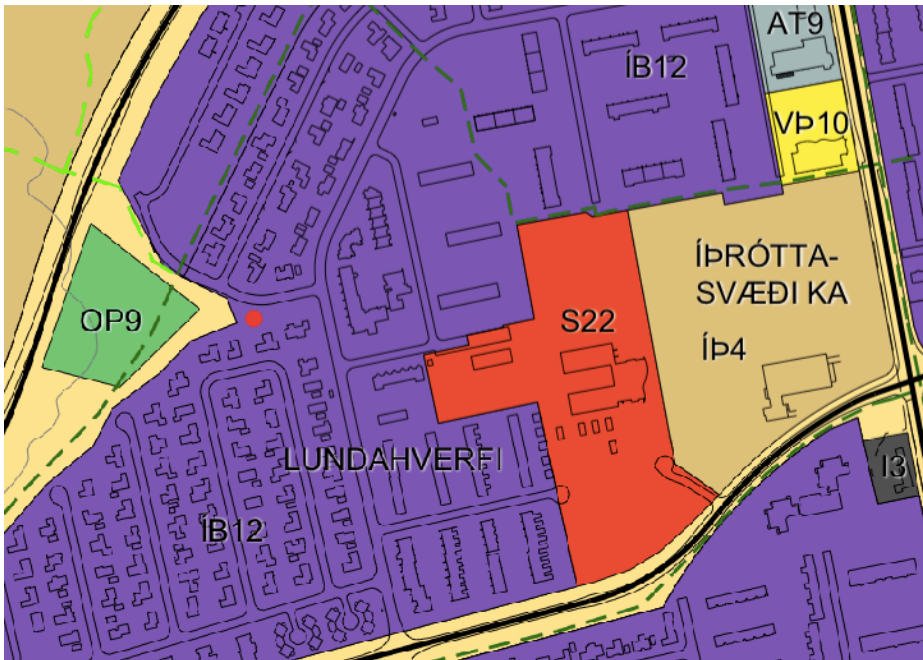 AT9
ÍB12
VÞ10
ÍÞRÓTTA-
SVÆÐI KA
OP9
S22
ÍÞ4
LUNDAHVERFI
I3
ÍB12